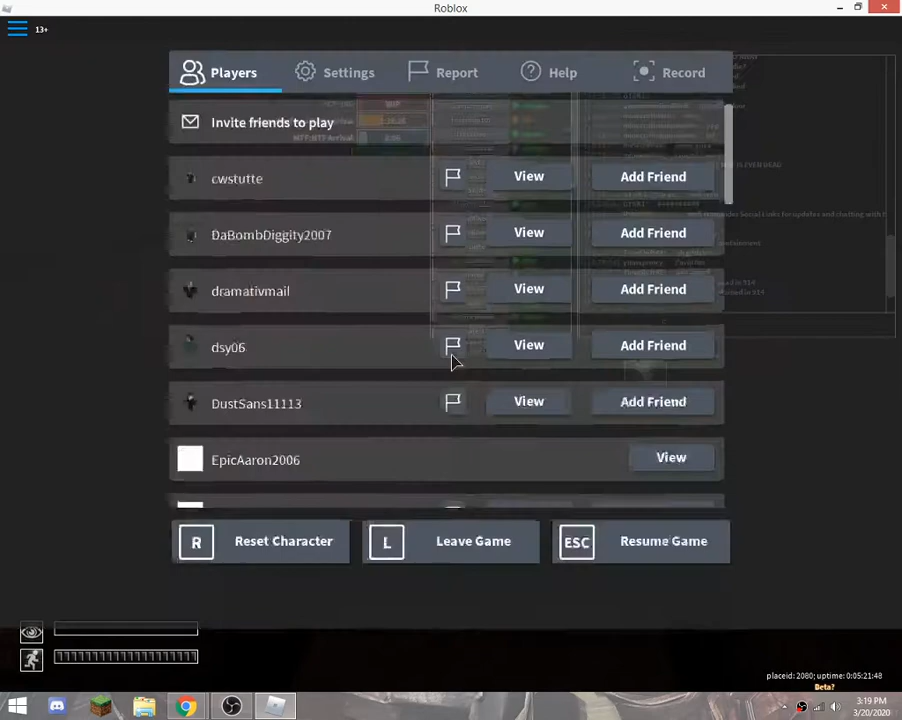 Roblox
13+
Players
Settings
Report
Help
Record
Invite friends to play
cwstutte
View
Add Friend
DaBombDiggity2007
View
Add Friend
dramativmail
View
Add Friend
dsy06
View
Add Friend
DustSans11113
View
Add Friend
EpicAaron2006
View
R
Reset Character
L
Leave Game
ESC
Resume Game
placeid: 2080; uptime: 0:05:21:48
Beta?
3:19 PM
3/20/2020